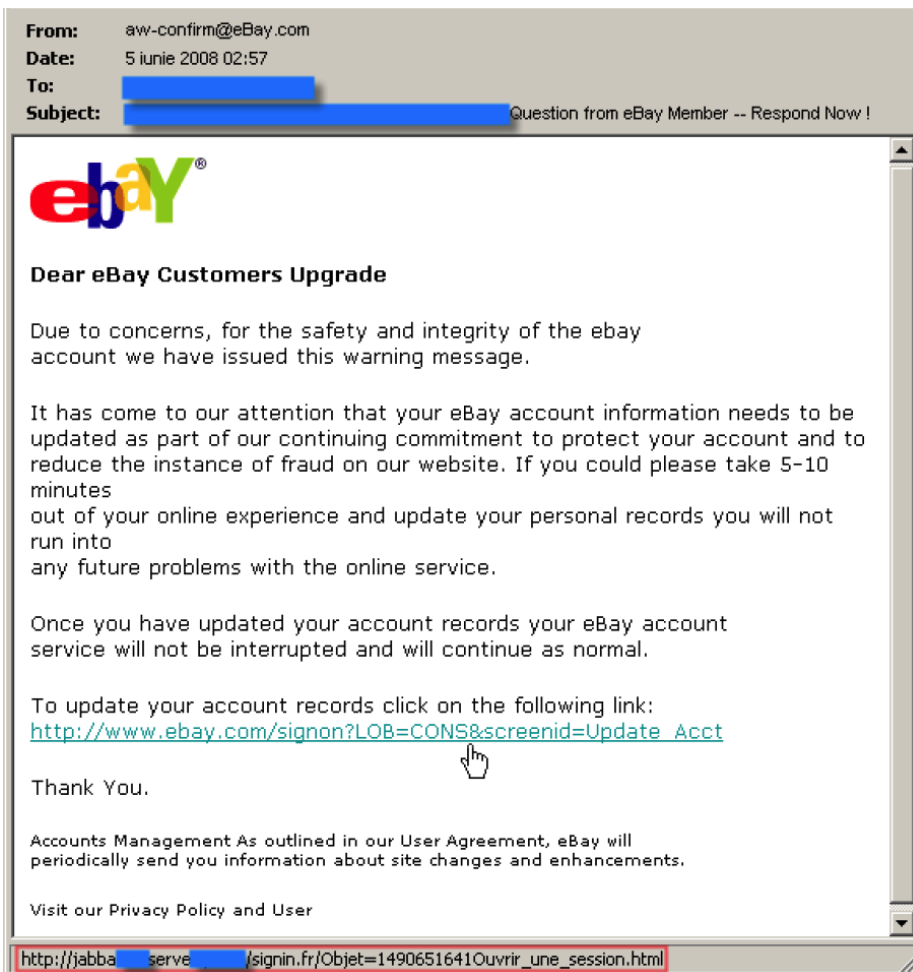 From: aw-confirm@eBay.com
Date: 5 iunie 2008 02:57
To:
Subject: Question from eBay Member -- Respond Now !
ebaY®
Dear eBay Customers Upgrade
Due to concerns, for the safety and integrity of the ebay
account we have issued this warning message.
It has come to our attention that your eBay account information needs to be
updated as part of our continuing commitment to protect your account and to
reduce the instance of fraud on our website. If you could please take 5-10
minutes
out of your online experience and update your personal records you will not
run into
any future problems with the online service.
Once you have updated your account records your eBay account
service will not be interrupted and will continue as normal.
To update your account records click on the following link:
http://www.ebay.com/signon?LOB=CONS&screenid=Update_Acct
Thank You.
Accounts Management As outlined in our User Agreement, eBay will
periodically send you information about site changes and enhancements.
Visit our Privacy Policy and User
http://jabba serve /signin.fr/Objet=1490651641Ouvrir_une_session.html